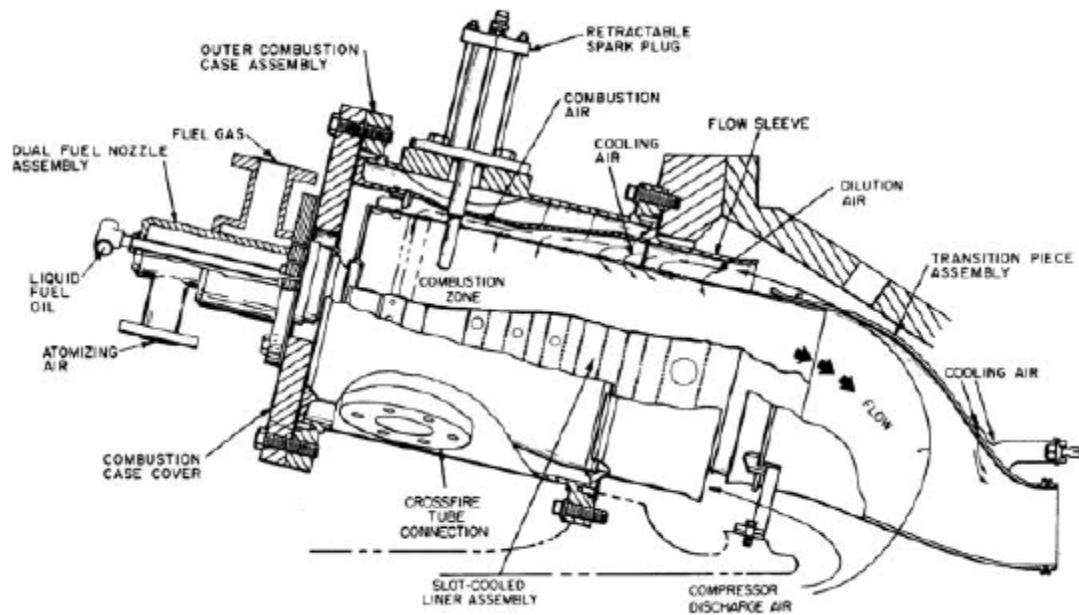 RETRACTABLE
SPARK PLUG
OUTER COMBUSTION
CASE ASSEMBLY
COMBUSTION
AIR
FUEL GAS
FLOW SLEEVE
DUAL FUEL NOZZLE
ASSEMBLY
COOLING
AIR
DILUTION
AIR
LIQUID
FUEL
OIL
COMBUSTION
ZONE
TRANSITION PIECE
ASSEMBLY
ATOMIZING
AIR
COOLING AIR
FLOW
COMBUSTION
CASE COVER
CROSSFIRE
TUBE
CONNECTION
SLOT-COOLED
LINER ASSEMBLY
COMPRESSOR
DISCHARGE AIR